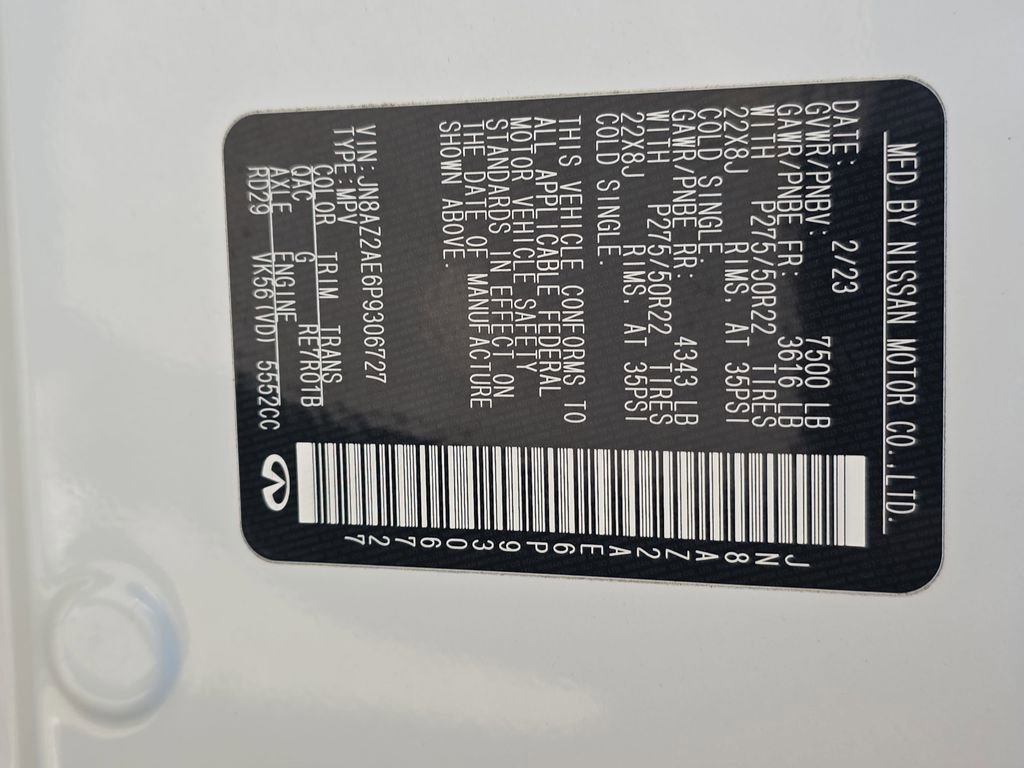 MFD BY NISSAN MOTOR CO.,LTD.
DATE: 2/23
GVWR/PNBV: 7500 LB
GAWR/PNBE FR: 3616 LB
WITH P275/50R22 TIRES
22X8J RIMS, AT 35PSI
COLD SINGLE.
GAWR/PNBE RR: 4343 LB
WITH P275/50R22 TIRES
22X8J RIMS, AT 35PSI
COLD SINGLE
THIS VEHICLE CONFORMS TO
ALL APPLICABLE FEDERAL
MOTOR VEHICLE SAFETY
STANDARDS IN EFFECT ON
THE DATE OF MANUFACTURE
SHOWN ABOVE.
VIN:JN8AZ2AE6P9306727
TYPE:MPV
COLOR TRIM TRANS
QAC G RE7R01TB
AXLE ENGINE
RD29 VK56(VD) 5552CC
JN8AZ2AE6P9306727